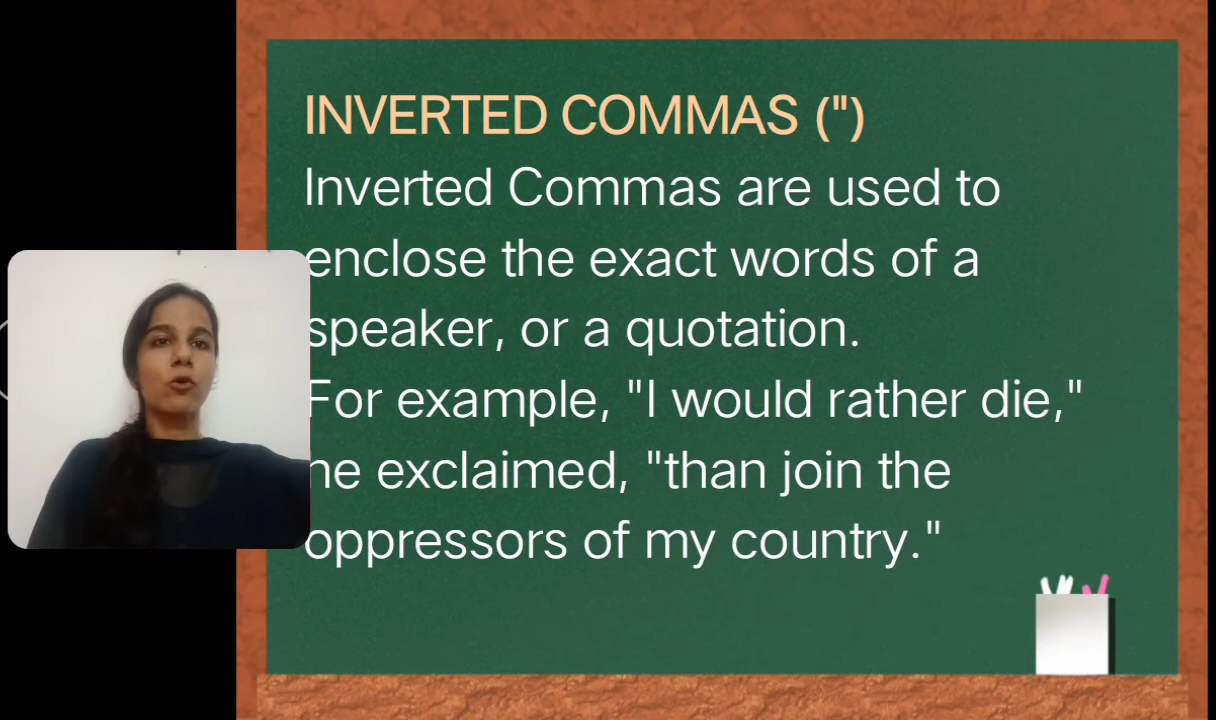 INVERTED COMMAS (")
Inverted Commas are used to
enclose the exact words of a
speaker, or a quotation.
For example, "I would rather die,"
he exclaimed, "than join the
oppressors of my country."